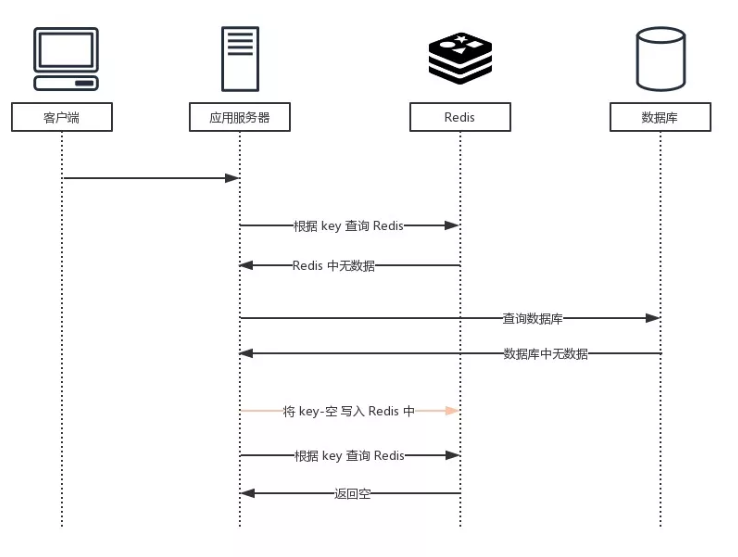 客户端
应用服务器
Redis
数据库
根据 key 查询 Redis
Redis 中无数据
查询数据库
数据库中无数据
将 key-空 写入 Redis 中
根据 key 查询 Redis
返回空